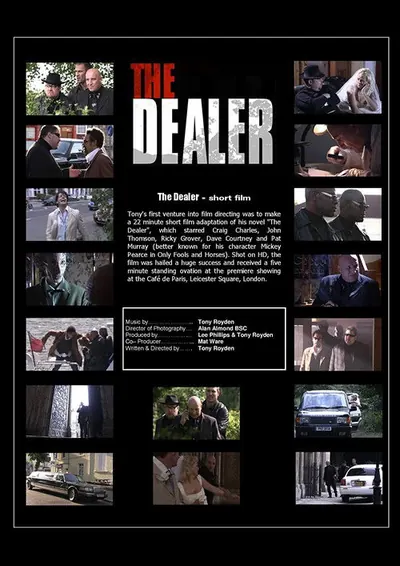 THE
DEALER
The Dealer - short film
Tony's first venture into film directing was to make
a 22 minute short film adaptation of his novel "The
Dealer", which starred Craig Charles, John
Thomson, Ricky Grover, Dave Courtney and Pat
Murray (better known for his character Mickey
Pearce in Only Fools and Horses). Shot on HD, the
film was hailed a huge success and received a five
minute standing ovation at the premiere showing
at the Café de Paris, Leicester Square, London.
Music by.................. Tony Royden
Director of Photography... Alan Almond BSC
Produced by............... Lee Phillips & Tony Royden
Co- Producer.............. Mat Ware
Written & Directed by...... Tony Royden